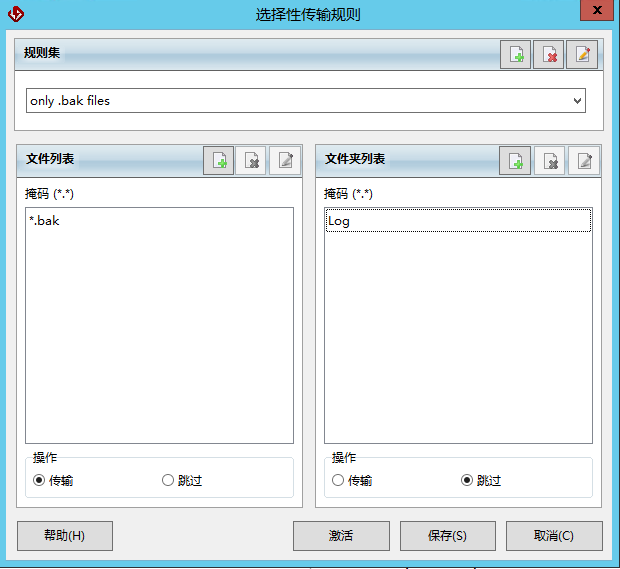 选择性传输规则
规则集
only .bak files
文件列表
文件夹列表
掩码 (*.*)
掩码 (*.*)
*.bak
Log
操作
操作
传输
跳过
传输
跳过
帮助(H)
激活
保存(S)
取消(C)